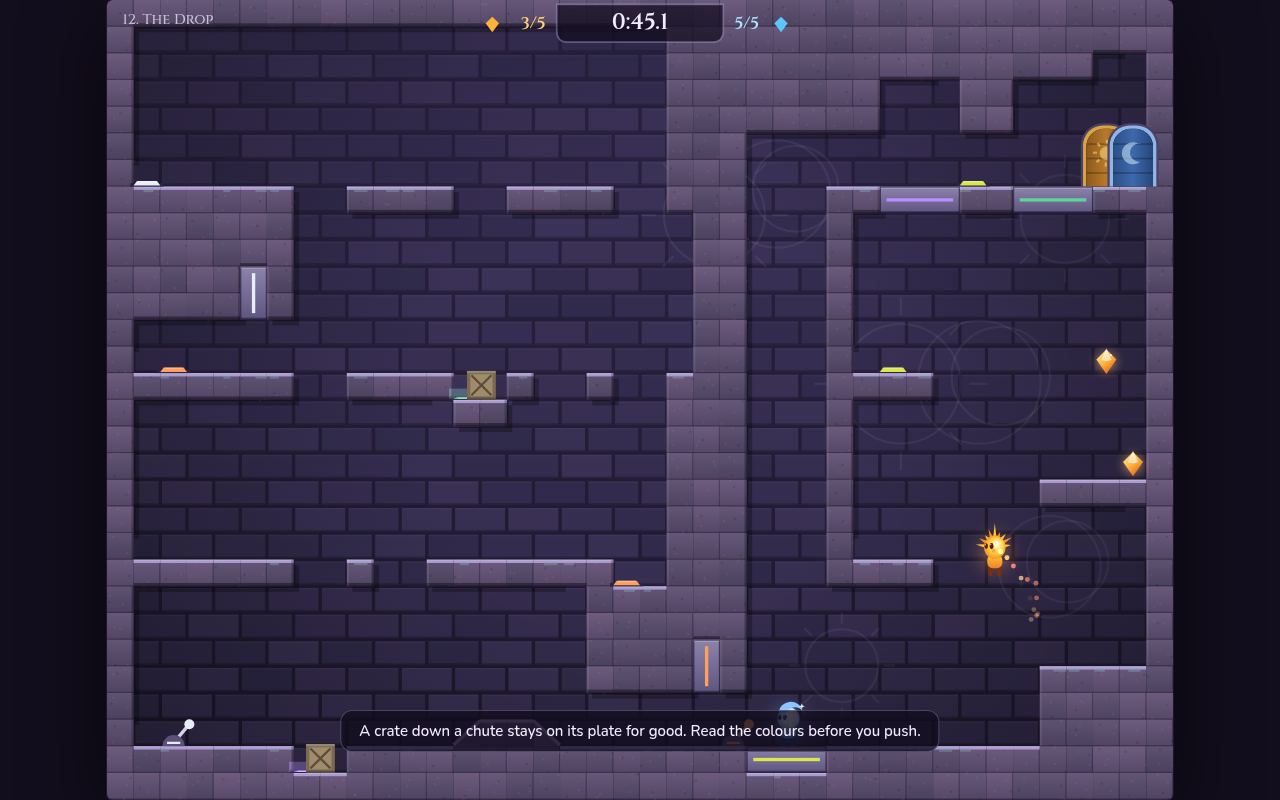 12. The Drop
3/5
0:45.1
5/5
A crate down a chute stays on its plate for good. Read the colours before you push.